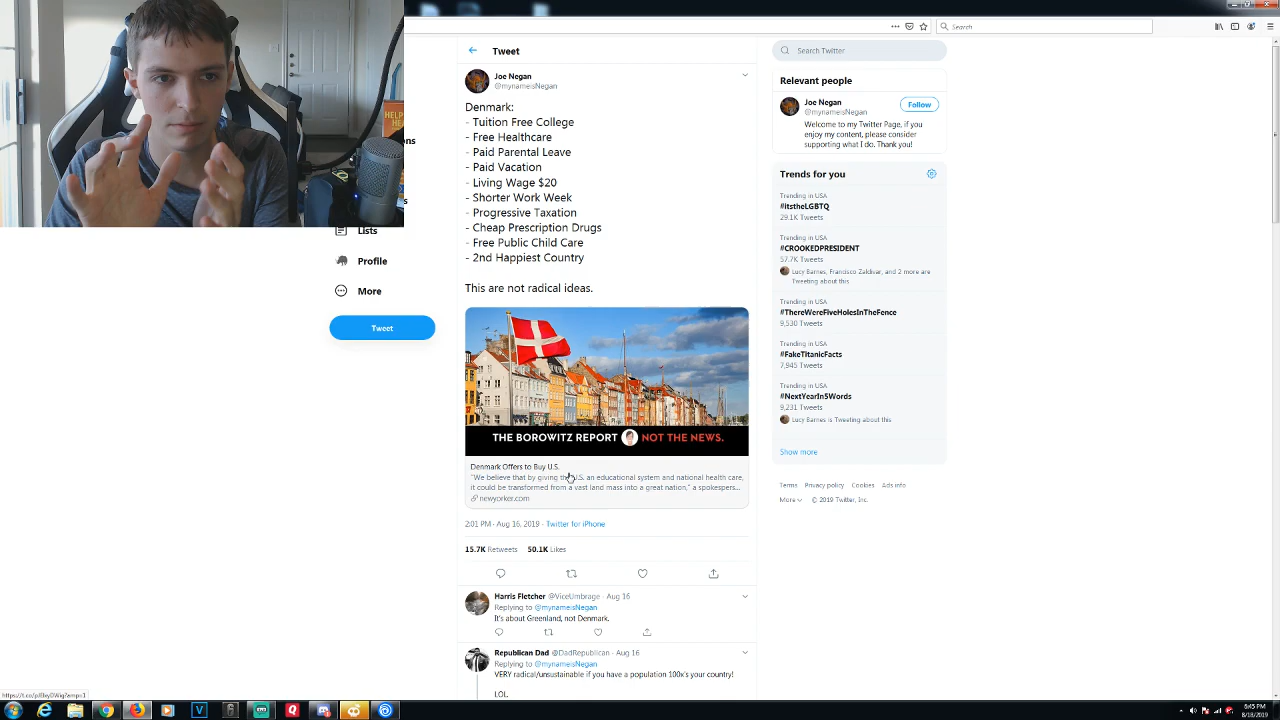 Search
Tweet
Search Twitter
Joe Negan
@mynameisNegan
Denmark:
- Tuition Free College
- Free Healthcare
- Paid Parental Leave
- Paid Vacation
- Living Wage $20
- Shorter Work Week
- Progressive Taxation
- Cheap Prescription Drugs
- Free Public Child Care
- 2nd Happiest Country
This are not radical ideas.
THE BOROWITZ REPORT NOT THE NEWS.
Denmark Offers to Buy U.S.
"We believe that by giving the U.S. an educational system and national health care,
it could be transformed from a vast land mass into a great nation," a spokespers...
newyorker.com
2:01 PM · Aug 16, 2019 · Twitter for iPhone
15.7K Retweets 50.1K Likes
Harris Fletcher @ViceUmbrage · Aug 16
Replying to @mynameisNegan
It's about Greenland, not Denmark.
Republican Dad @DadRepublican · Aug 16
Replying to @mynameisNegan
VERY radical/unsustainable if you have a population 100x's your country!
LOL.
Relevant people
Joe Negan
@mynameisNegan
Follow
Welcome to my Twitter Page, if you
enjoy my content, please consider
supporting what I do. Thank you!
Trends for you
Trending in USA
#itstheLGBTQ
29.1K Tweets
Trending in USA
#CROOKEDPRESIDENT
57.7K Tweets
Lucy Barnes, Francisco Zaldivar, and 2 more are
Tweeting about this
Trending in USA
#ThereWereFiveHolesInTheFence
9,530 Tweets
Trending in USA
#FakeTitanicFacts
7,945 Tweets
Trending in USA
#NextYearIn5Words
9,231 Tweets
Lucy Barnes is Tweeting about this
Show more
Terms Privacy policy Cookies Ads info
More © 2019 Twitter, Inc.
Lists
Profile
More
Tweet
6:45 PM
8/18/2019